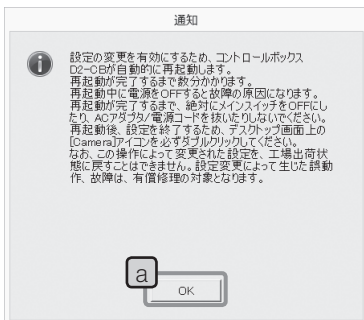 通知
設定の変更を有効にするため、コントロールボックス
D2-CBが自動的に再起動します。
再起動が完了するまで数分かかります。
再起動中に電源をOFFすると故障の原因になります。
再起動が完了するまで、絶対にメインスイッチをOFFにし
たり、ACアダプタ/電源コードを抜いたりしないでください。
再起動後、設定を終了するため、デスクトップ画面上の
[Camera]アイコンを必ずダブルクリックしてください。
なお、この操作によって変更された設定を、工場出荷状
態に戻すことはできません。設定変更によって生じた誤動
作、故障は、有償修理の対象となります。
a
OK